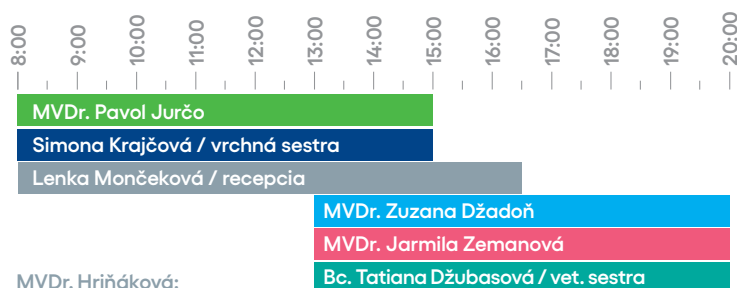 8:00 9:00 10:00 11:00 12:00 13:00 14:00 15:00 16:00 17:00 18:00 19:00 20:00
MVDr. Pavol Jurčo
Simona Krajčová / vrchná sestra
Lenka Mončeková / recepcia
MVDr. Zuzana Džadoň
MVDr. Jarmila Zemanová
Bc. Tatiana Džubasová / vet. sestra
MVDr. Hriňáková: